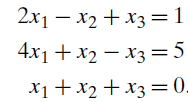 2x₁ − x₂ + x₃ = 1
4x₁ + x₂ − x₃ = 5
x₁ + x₂ + x₃ = 0.